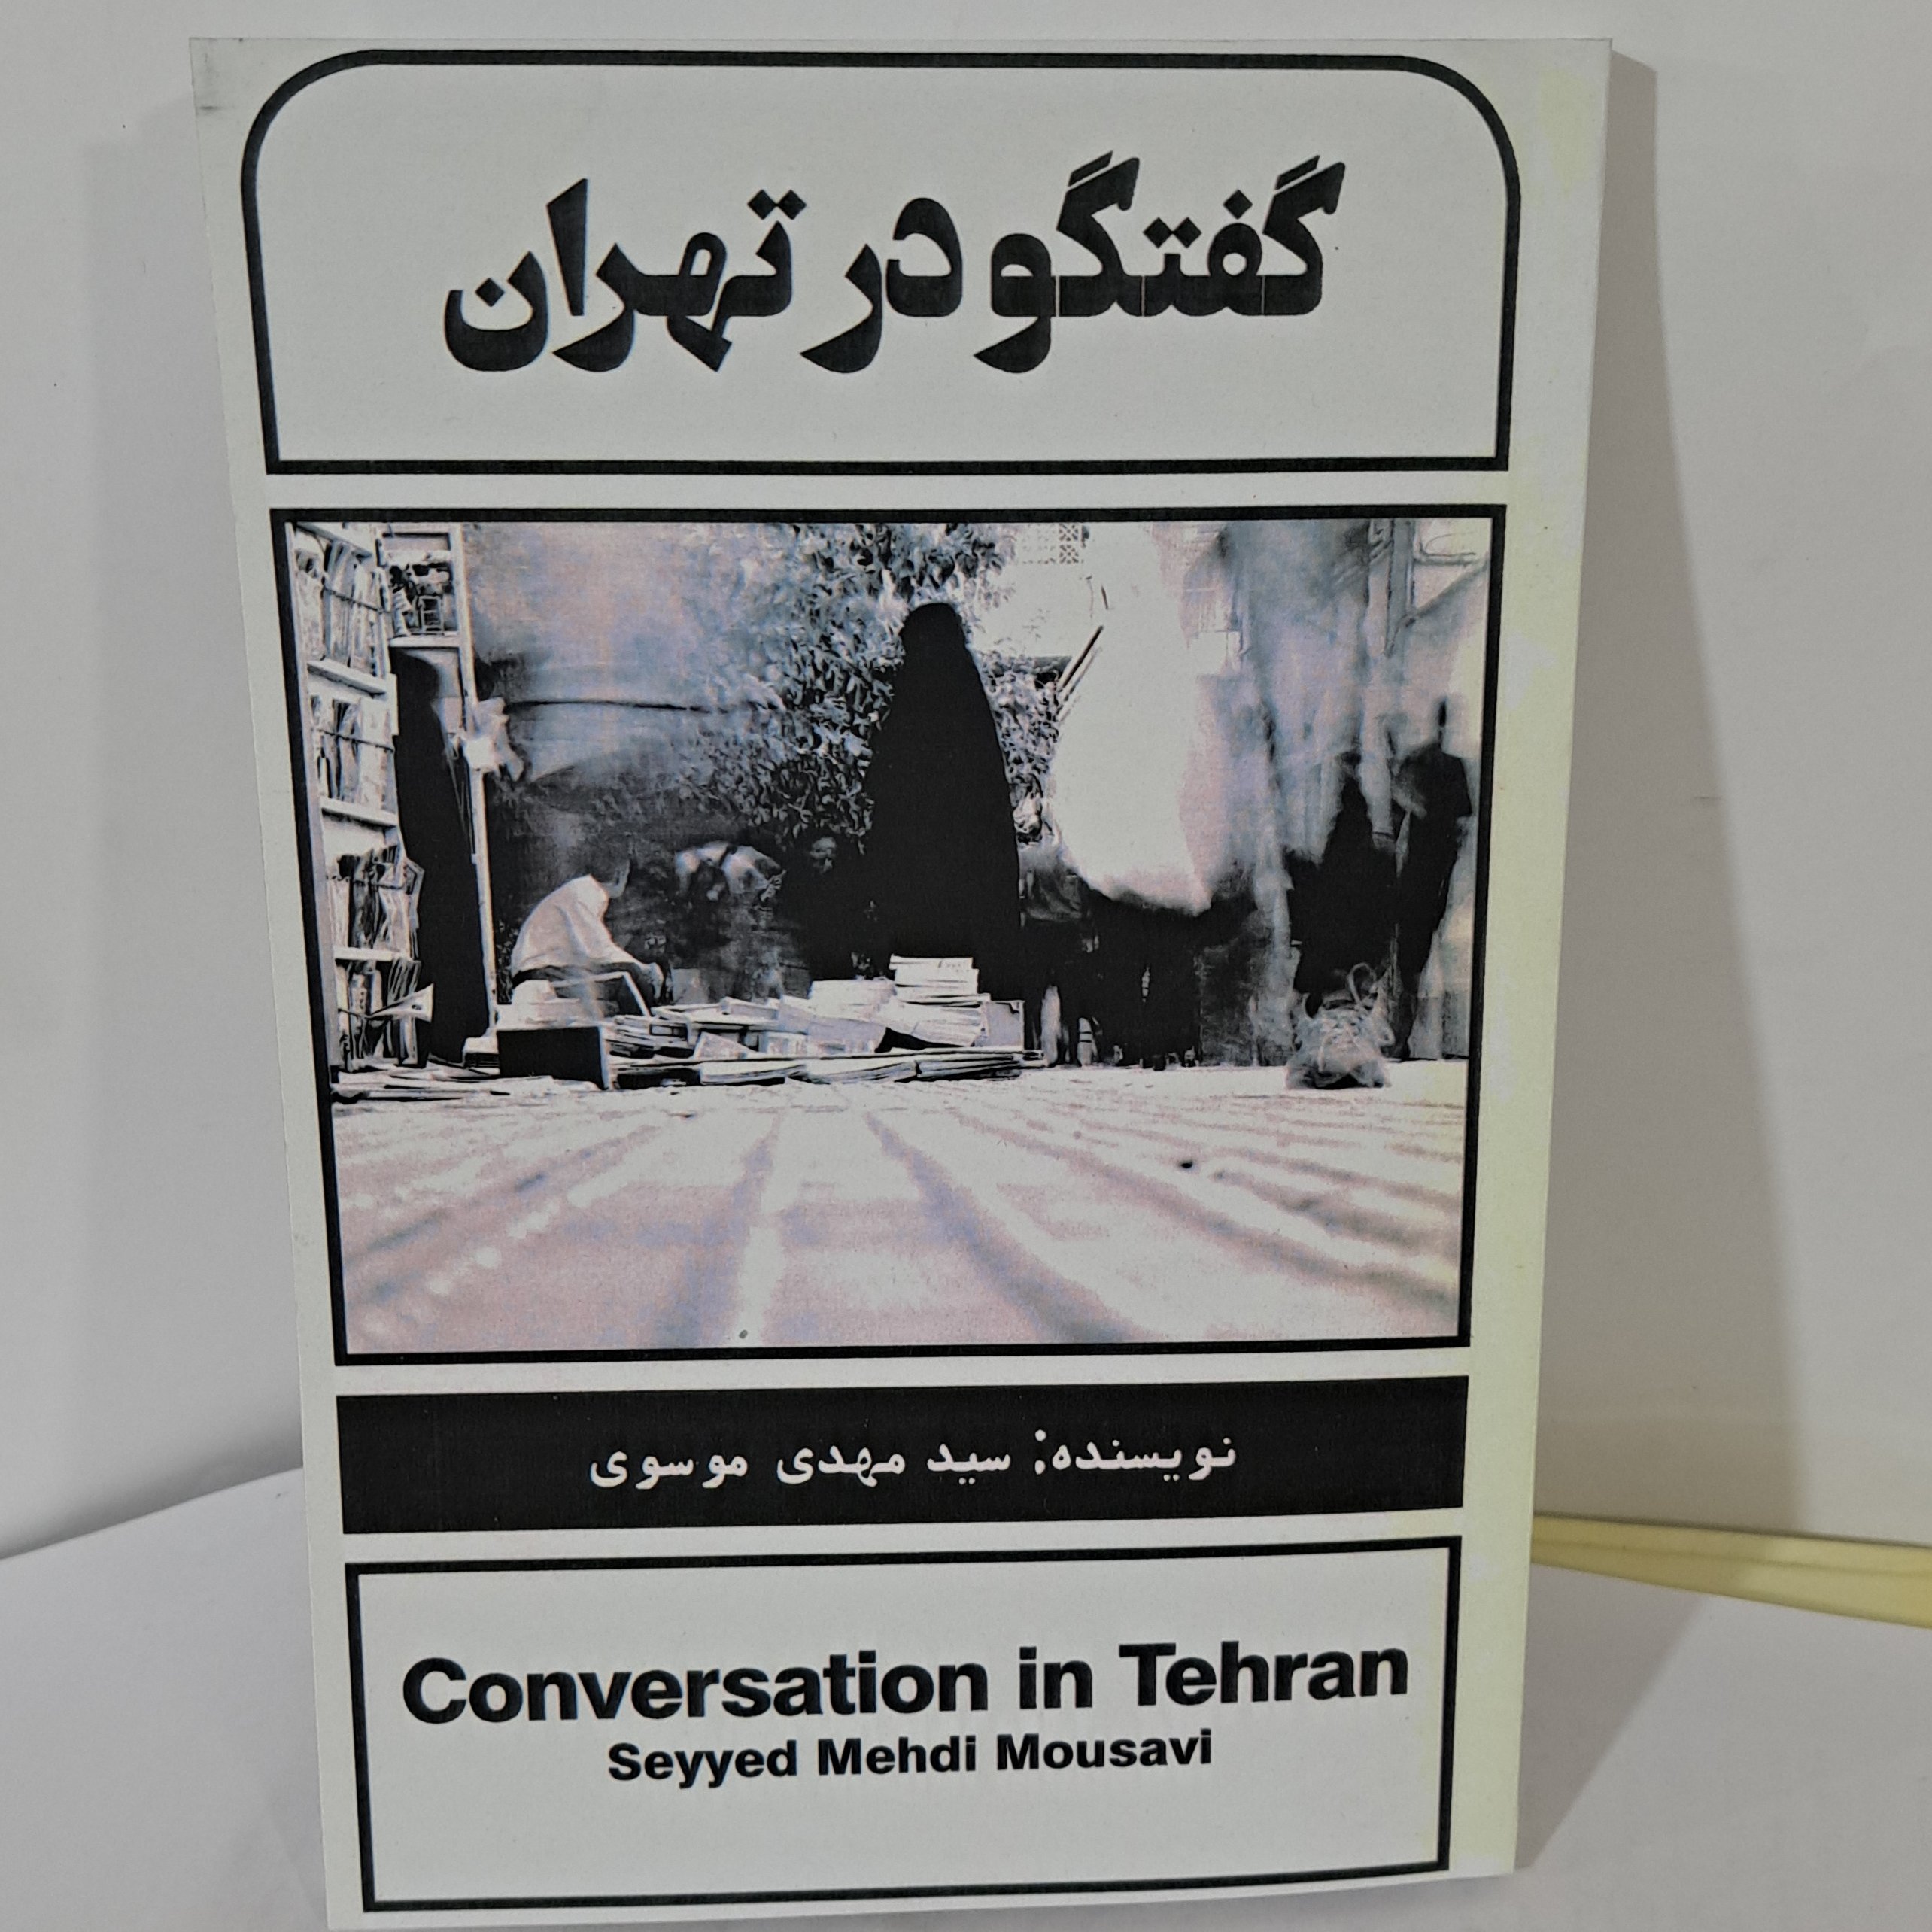 گفتگو در تهران
نویسنده: سید مهدی موسوی
Conversation in Tehran
Seyyed Mehdi Mousavi